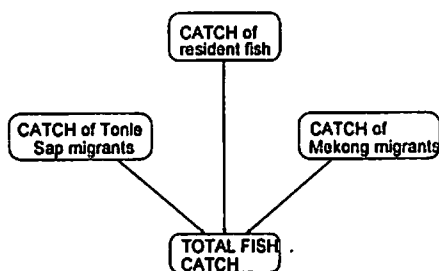 CATCH of
resident fish
CATCH of Tonle
Sap migrants
CATCH of
Mekong migrants
TOTAL FISH
CATCH